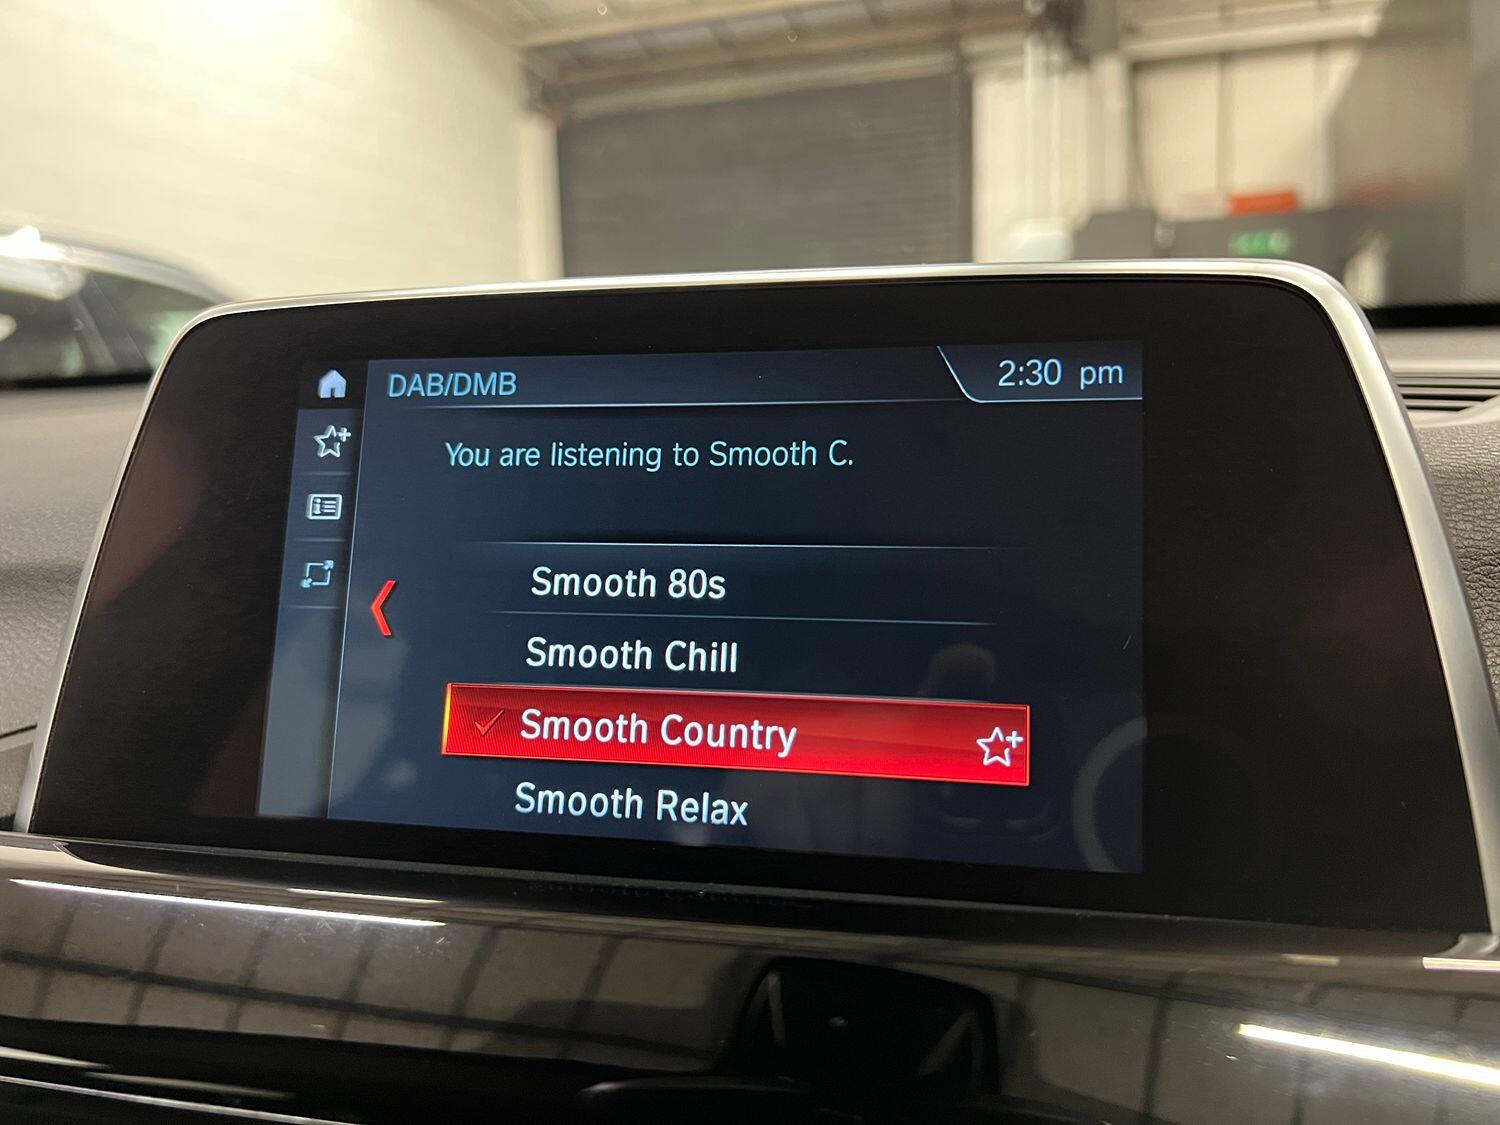 DAB/DMB
2:30 pm
You are listening to Smooth C.
Smooth 80s
Smooth Chill
Smooth Country
Smooth Relax